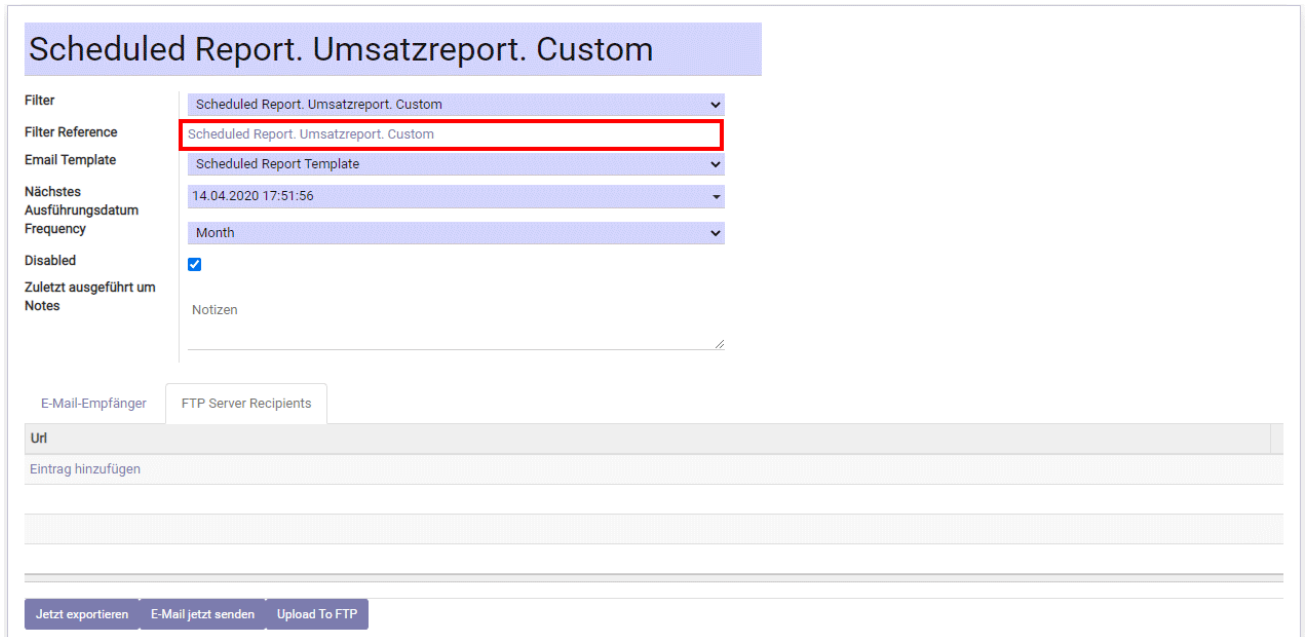 Scheduled Report. Umsatzreport. Custom
Filter
Scheduled Report. Umsatzreport. Custom
Filter Reference
Scheduled Report. Umsatzreport. Custom
Email Template
Scheduled Report Template
Nächstes
Ausführungsdatum
14.04.2020 17:51:56
Frequency
Month
Disabled
Zuletzt ausgeführt um
Notes
Notizen
E-Mail-Empfänger
FTP Server Recipients
Url
Eintrag hinzufügen
Jetzt exportieren
E-Mail jetzt senden
Upload To FTP